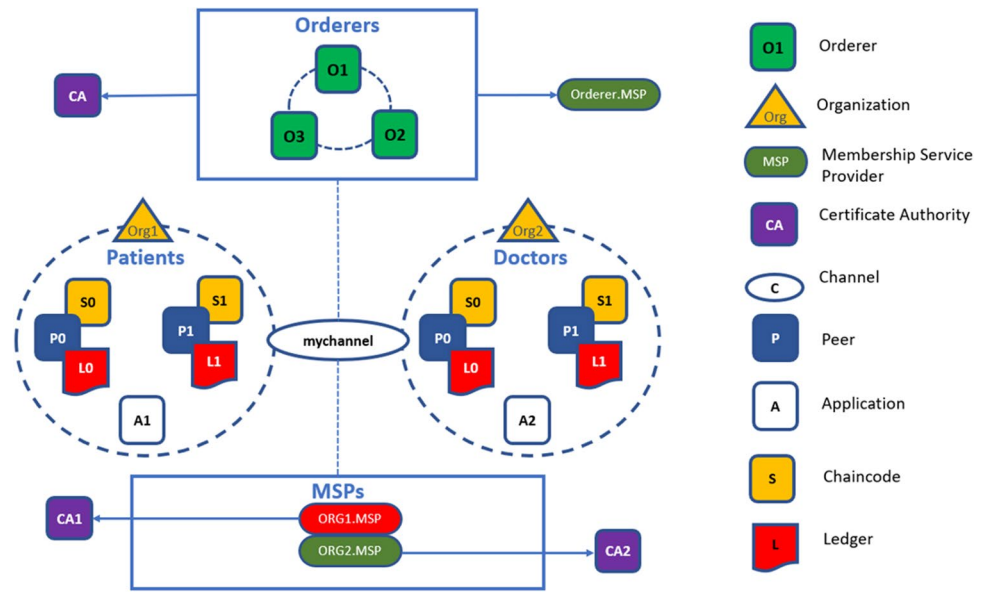 Orderers
O1
O3
O2
CA
Orderer.MSP
Org1
Patients
S0
P0
L0
S1
P1
L1
A1
mychannel
Org2
Doctors
S0
P0
L0
S1
P1
L1
A2
MSPs
ORG1.MSP
ORG2.MSP
CA1
CA2
O1
Orderer
Org
Organization
MSP
Membership Service
Provider
CA
Certificate Authority
C
Channel
P
Peer
A
Application
S
Chaincode
L
Ledger